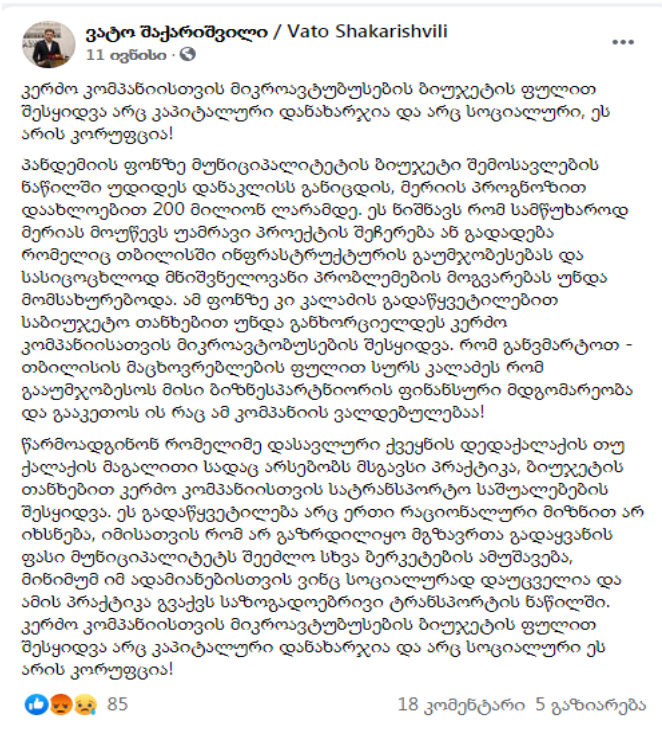 ვატო შაქარიშვილი / Vato Shakarishvili
11 ივნისი ·
კერძო კომპანიისთვის მიკროავტუბუსების ბიუჯეტის ფულით
შესყიდვა არც კაპიტალური დანახარჯია და არც სოციალური, ეს
არის კორუფცია!
პანდემიის ფონზე მუნიციპალიტეტის ბიუჯეტი შემოსავლების
ნაწილში უდიდეს დანაკლისს განიცდის, მერიის პროგნოზით
დაახლოებით 200 მილიონ ლარამდე. ეს ნიშნავს რომ სამწუხაროდ
მერიას მოუწევს უამრავი პროექტის შეჩერება ან გადადება
რომელიც თბილისში ინფრასტრუქტურის გაუმჯობესებას და
სასიცოცხლოდ მნიშვნელოვანი პრობლემების მოგვარებას უნდა
მომსახურებოდა. ამ ფონზე კი კალაძის გადაწყვეტილებით
საბიუჯეტო თანხებით უნდა განხორციელდეს კერძო
კომპანიისათვის მიკროავტობუსების შესყიდვა. რომ განვმარტოთ -
თბილისის მაცხოვრებლების ფულით სურს კალაძეს რომ
გააუმჯობესოს მისი ბიზნესპარტნიორის ფინანსური მდგომარეობა
და გააკეთოს ის რაც ამ კომპანიის ვალდებულებაა!
წარმოადგინონ რომელიმე დასავლური ქვეყნის დედაქალაქის თუ
ქალაქის მაგალითი სადაც არსებობს მსგავსი პრაქტიკა, ბიუჯეტის
თანხებით კერძო კომპანიისთვის სატრანსპორტო საშუალებების
შესყიდვა. ეს გადაწყვეტილება არც ერთი რაციონალური მიზნით არ
იხსნება, იმისათვის რომ არ გაზრდილიყო მგზავრთა გადაყვანის
ფასი მუნიციპალიტეტს შეეძლო სხვა ბერკეტების ამუშავება,
მინიმუმ იმ ადამიანებისთვის ვინც სოციალურად დაუცველია და
ამის პრაქტიკა გვაქვს საზოგადოებრივი ტრანსპორტის ნაწილში.
კერძო კომპანიისთვის მიკროავტუბუსების ბიუჯეტის ფულით
შესყიდვა არც კაპიტალური დანახარჯია და არც სოციალური ეს
არის კორუფცია!
85
18 კომენტარი 5 გაზიარება